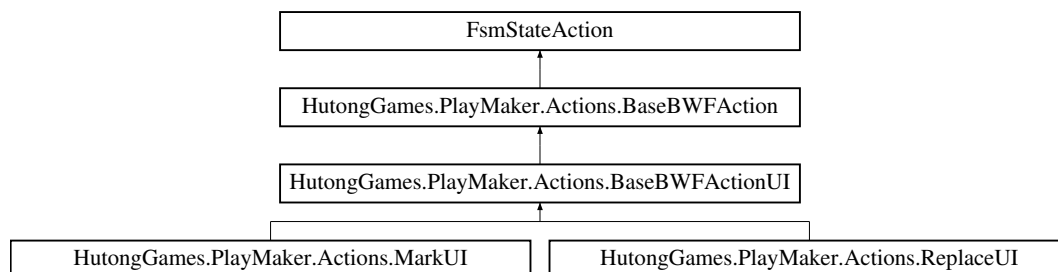 FsmStateAction
HutongGames.PlayMaker.Actions.BaseBWFAction
HutongGames.PlayMaker.Actions.BaseBWFActionUI
HutongGames.PlayMaker.Actions.MarkUI
HutongGames.PlayMaker.Actions.ReplaceUI